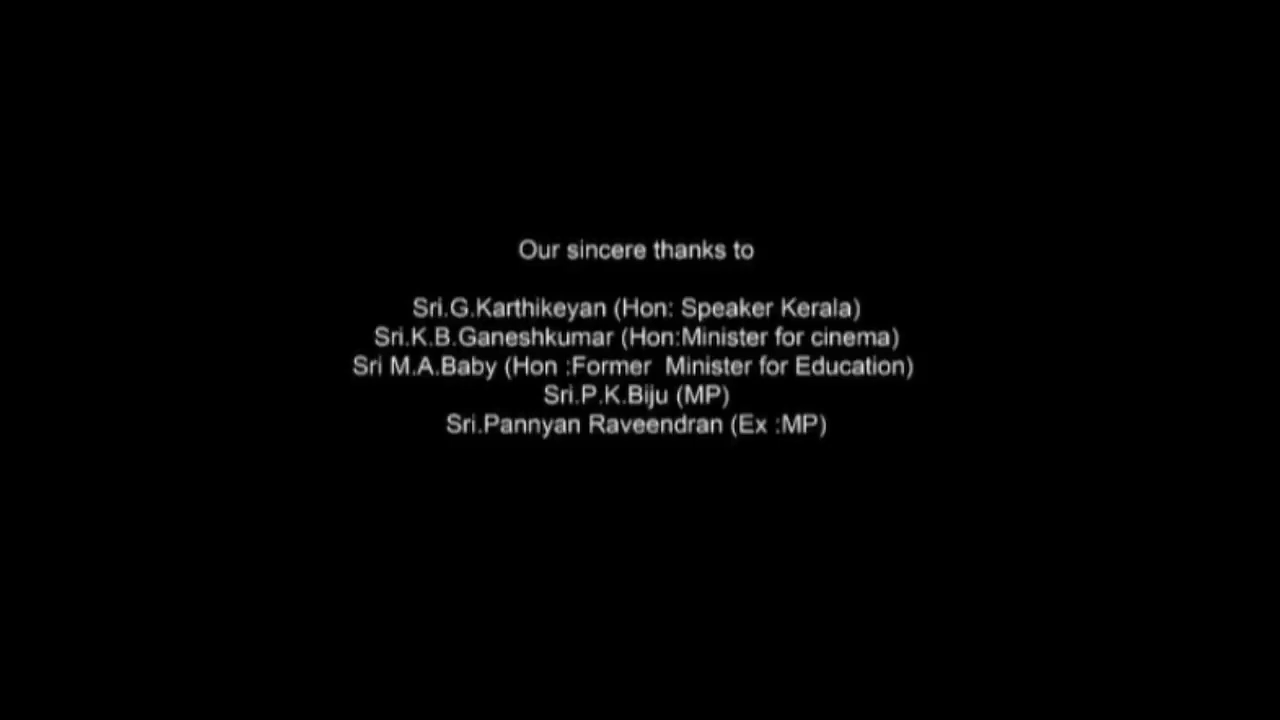 Our sincere thanks to
Sri.G.Karthikeyan (Hon: Speaker Kerala)
Sri.K.B.Ganeshkumar (Hon:Minister for cinema)
Sri M.A.Baby (Hon :Former  Minister for Education)
Sri.P.K.Biju (MP)
Sri.Pannyan Raveendran (Ex :MP)